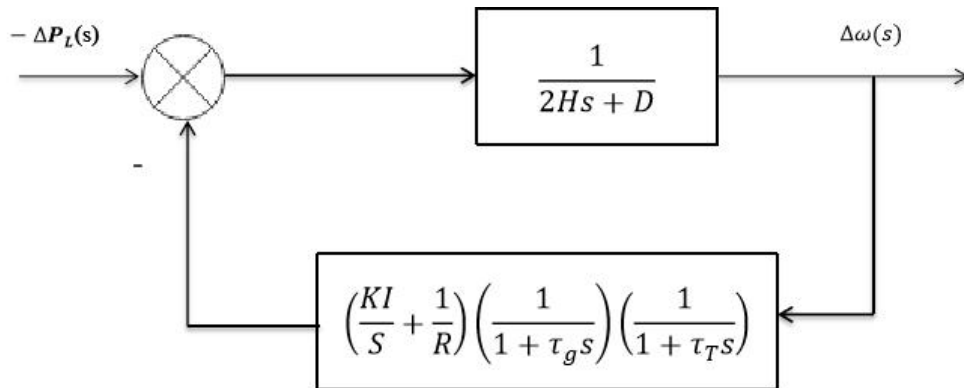 − ΔP_L(s)
Δω(s)
1
2Hs + D
-
(KI/S + 1/R)(1/(1 + τ_g s))(1/(1 + τ_T s))